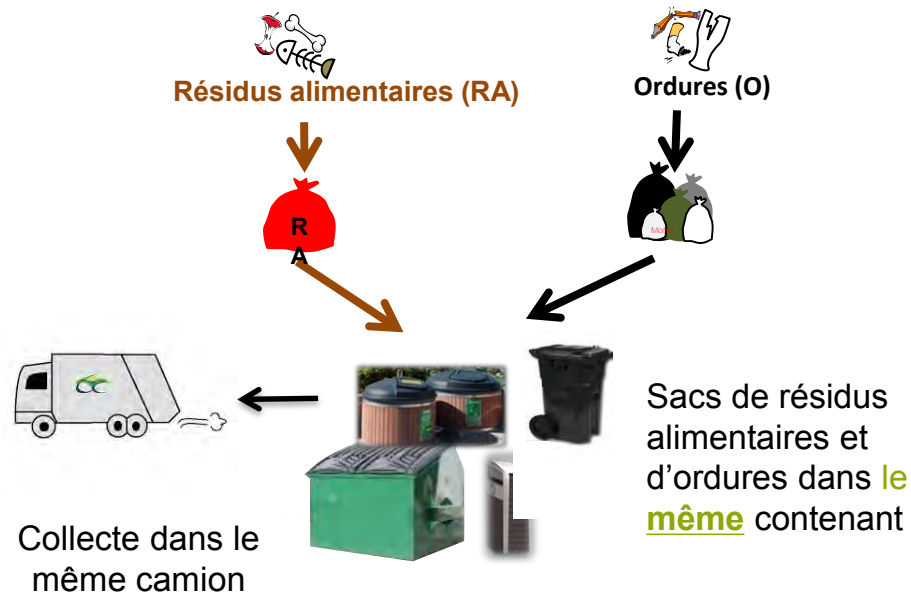 Résidus alimentaires (RA)
Ordures (O)
R
A
Sacs de résidus
alimentaires et
d’ordures dans le
même contenant
Collecte dans le
même camion